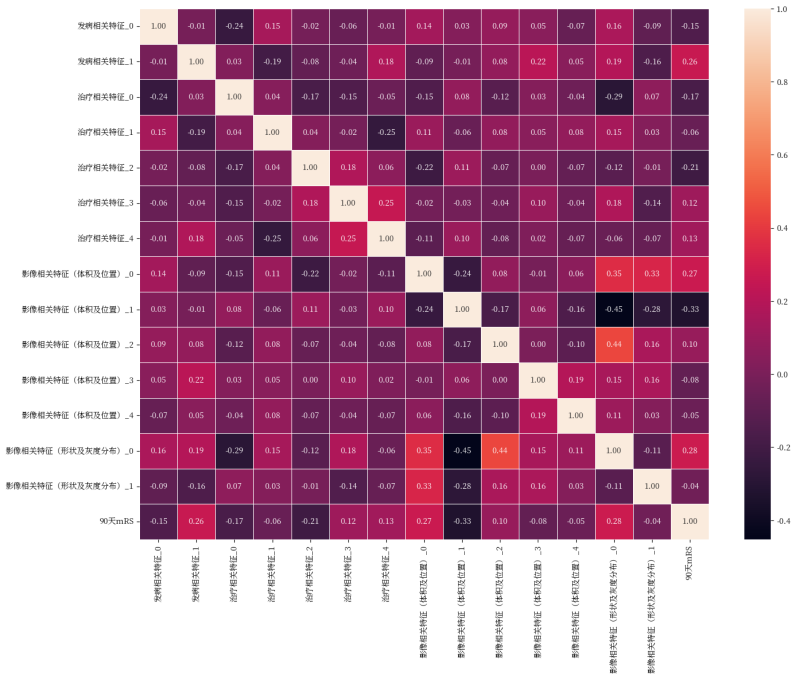 发病相关特征_0 1.00 -0.01 -0.24 0.15 -0.02 -0.06 -0.01 0.14 0.03 0.09 0.05 -0.07 0.16 -0.09 -0.15
发病相关特征_1 -0.01 1.00 0.03 -0.19 -0.08 -0.04 0.18 -0.09 -0.01 0.08 0.22 0.05 0.19 -0.16 0.26
治疗相关特征_0 -0.24 0.03 1.00 0.04 -0.17 -0.15 -0.05 -0.15 0.08 -0.12 0.03 -0.04 -0.29 0.07 -0.17
治疗相关特征_1 0.15 -0.19 0.04 1.00 0.04 -0.02 -0.25 0.11 -0.06 0.08 0.05 0.08 0.15 0.03 -0.06
治疗相关特征_2 -0.02 -0.08 -0.17 0.04 1.00 0.18 0.06 -0.22 0.11 -0.07 0.00 -0.07 -0.12 -0.01 -0.21
治疗相关特征_3 -0.06 -0.04 -0.15 -0.02 0.18 1.00 0.25 -0.02 -0.03 -0.04 0.10 -0.04 0.18 -0.14 0.12
治疗相关特征_4 -0.01 0.18 -0.05 -0.25 0.06 0.25 1.00 -0.11 0.10 -0.08 0.02 -0.07 -0.06 -0.07 0.13
影像相关特征（体积及位置）_0 0.14 -0.09 -0.15 0.11 -0.22 -0.02 -0.11 1.00 -0.24 0.08 -0.01 0.06 0.35 0.33 0.27
影像相关特征（体积及位置）_1 0.03 -0.01 0.08 -0.06 0.11 -0.03 0.10 -0.24 1.00 -0.17 0.06 -0.16 -0.45 -0.28 -0.33
影像相关特征（体积及位置）_2 0.09 0.08 -0.12 0.08 -0.07 -0.04 -0.08 0.08 -0.17 1.00 0.00 -0.10 0.44 0.16 0.10
影像相关特征（体积及位置）_3 0.05 0.22 0.03 0.05 0.00 0.10 0.02 -0.01 0.06 0.00 1.00 0.19 0.15 0.16 -0.08
影像相关特征（体积及位置）_4 -0.07 0.05 -0.04 0.08 -0.07 -0.04 -0.07 0.06 -0.16 -0.10 0.19 1.00 0.11 0.03 -0.05
影像相关特征（形状及灰度分布）_0 0.16 0.19 -0.29 0.15 -0.12 0.18 -0.06 0.35 -0.45 0.44 0.15 0.11 1.00 -0.11 0.28
影像相关特征（形状及灰度分布）_1 -0.09 -0.16 0.07 0.03 -0.01 -0.14 -0.07 0.33 -0.28 0.16 0.16 0.03 -0.11 1.00 -0.04
90天mRS -0.15 0.26 -0.17 -0.06 -0.21 0.12 0.13 0.27 -0.33 0.10 -0.08 -0.05 0.28 -0.04 1.00
发病相关特征_0
发病相关特征_1
治疗相关特征_0
治疗相关特征_1
治疗相关特征_2
治疗相关特征_3
治疗相关特征_4
影像相关特征（体积及位置）_0
影像相关特征（体积及位置）_1
影像相关特征（体积及位置）_2
影像相关特征（体积及位置）_3
影像相关特征（体积及位置）_4
影像相关特征（形状及灰度分布）_0
影像相关特征（形状及灰度分布）_1
90天mRS
1.0
0.8
0.6
0.4
0.2
0.0
-0.2
-0.4